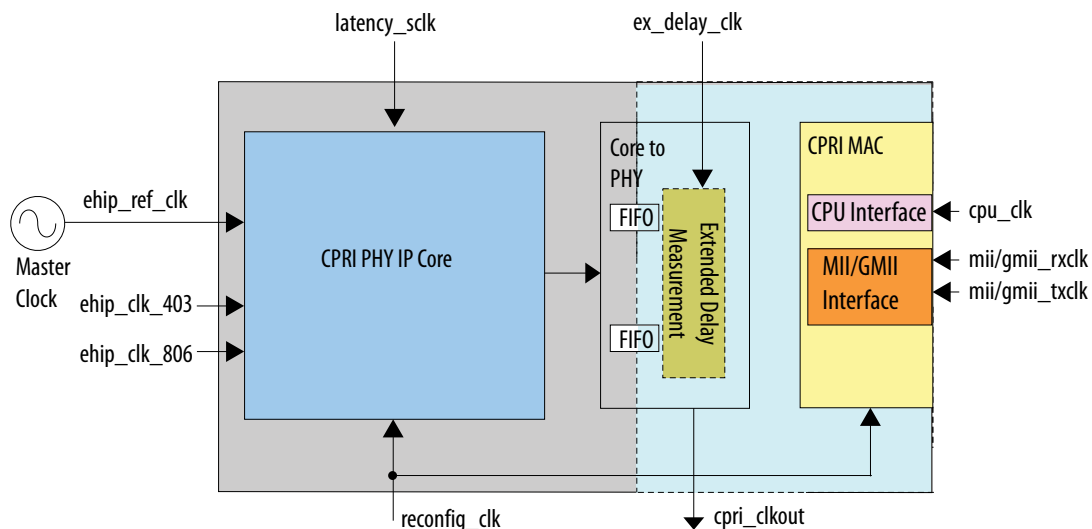 latency_sclk
ex_delay_clk
ehip_ref_clk
Master
Clock
ehip_clk_403
ehip_clk_806
CPRI PHY IP Core
Core to
PHY
FIFO
FIFO
Extended Delay
Measurement
CPRI MAC
CPU Interface
MII/GMII
Interface
cpu_clk
mii/gmii_rxclk
mii/gmii_txclk
reconfig_clk
cpri_clkout